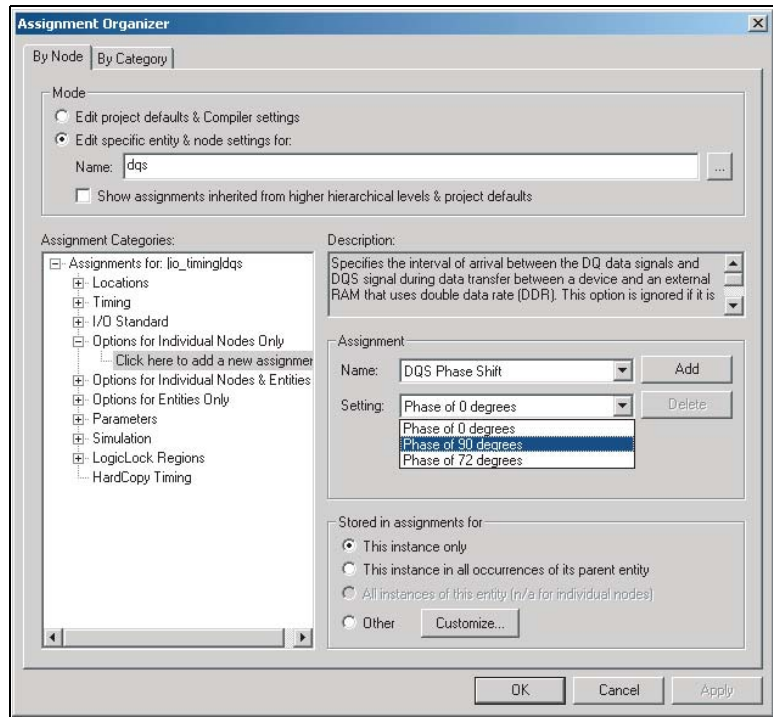 Assignment Organizer
By Node
By Category
Mode
Edit project defaults & Compiler settings
Edit specific entity & node settings for:
Name: dqs ...
Show assignments inherited from higher hierarchical levels & project defaults
Assignment Categories:
Assignments for: |io_timing|dqs
Locations
Timing
I/O Standard
Options for Individual Nodes Only
Click here to add a new assignmer
Options for Individual Nodes & Entities
Options for Entities Only
Parameters
Simulation
LogicLock Regions
HardCopy Timing
Description:
Specifies the interval of arrival between the DQ data signals and
DQS signal during data transfer between a device and an external
RAM that uses double data rate (DDR). This option is ignored if it is
Assignment
Name: DQS Phase Shift Add
Setting: Phase of 0 degrees Delete
Phase of 0 degrees
Phase of 90 degrees
Phase of 72 degrees
Stored in assignments for
This instance only
This instance in all occurrences of its parent entity
All instances of this entity (n/a for individual nodes)
Other Customize...
OK Cancel Apply